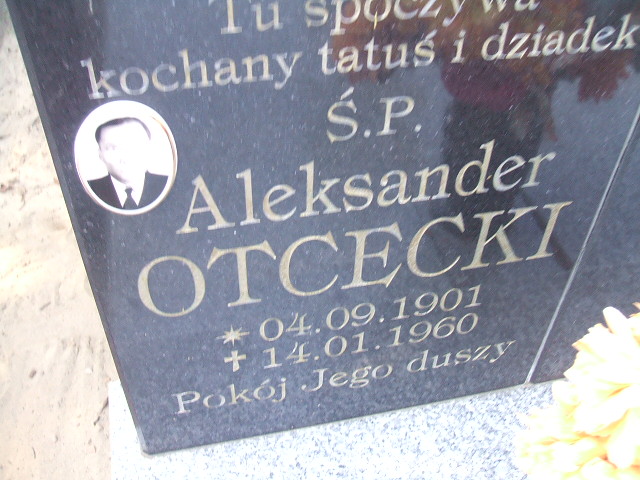 Tu spoczywa
kochany tatuś i dziadek
Ś.P.
Aleksander
OTCECKI
* 04.09.1901
✝ 14.01.1960
Pokój Jego duszy